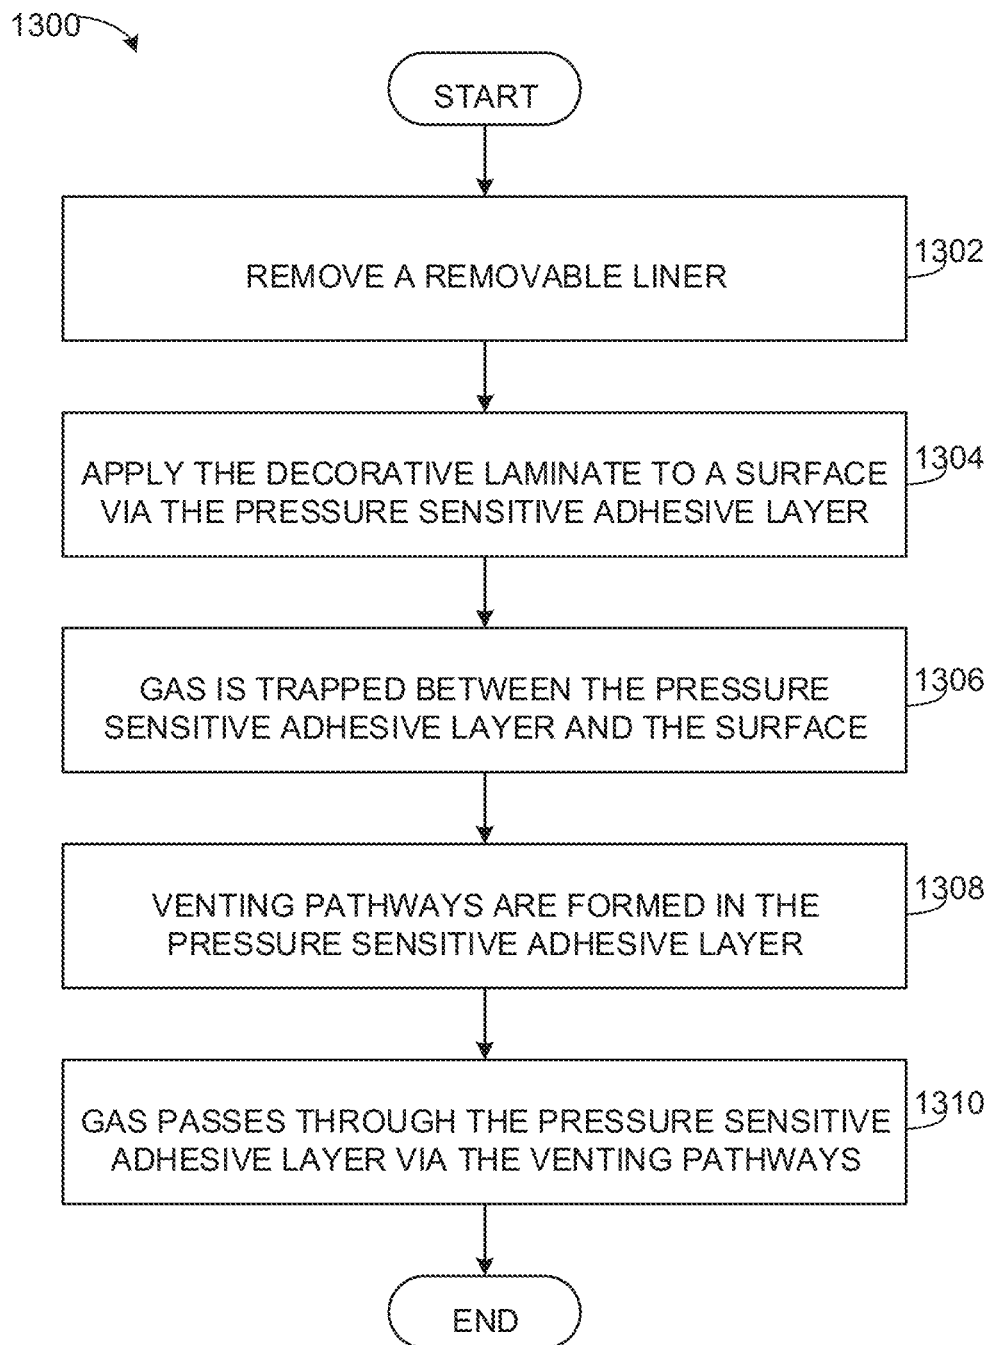 1300
START
REMOVE A REMOVABLE LINER
1302
APPLY THE DECORATIVE LAMINATE TO A SURFACE
VIA THE PRESSURE SENSITIVE ADHESIVE LAYER
1304
GAS IS TRAPPED BETWEEN THE PRESSURE
SENSITIVE ADHESIVE LAYER AND THE SURFACE
1306
VENTING PATHWAYS ARE FORMED IN THE
PRESSURE SENSITIVE ADHESIVE LAYER
1308
GAS PASSES THROUGH THE PRESSURE SENSITIVE
ADHESIVE LAYER VIA THE VENTING PATHWAYS
1310
END